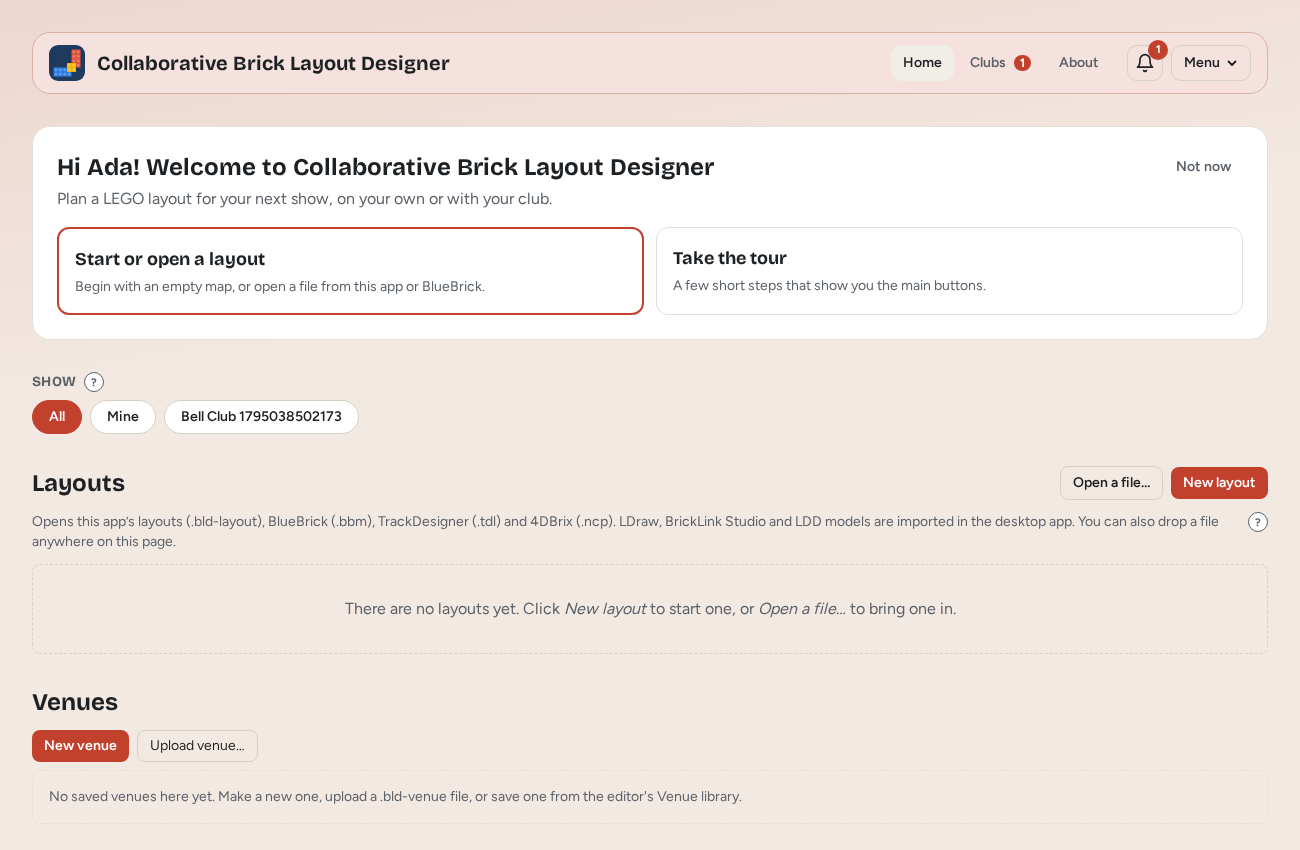 Collaborative Brick Layout Designer
Home
Clubs 1
About
1
Menu
Hi Ada! Welcome to Collaborative Brick Layout Designer
Not now
Plan a LEGO layout for your next show, on your own or with your club.
Start or open a layout
Begin with an empty map, or open a file from this app or BlueBrick.
Take the tour
A few short steps that show you the main buttons.
SHOW ?
All
Mine
Bell Club 1795038502173
Layouts
Open a file…
New layout
Opens this app's layouts (.bld-layout), BlueBrick (.bbm), TrackDesigner (.tdl) and 4DBrix (.ncp). LDraw, BrickLink Studio and LDD models are imported in the desktop app. You can also drop a file
anywhere on this page.
?
There are no layouts yet. Click New layout to start one, or Open a file… to bring one in.
Venues
New venue
Upload venue…
No saved venues here yet. Make a new one, upload a .bld-venue file, or save one from the editor's Venue library.